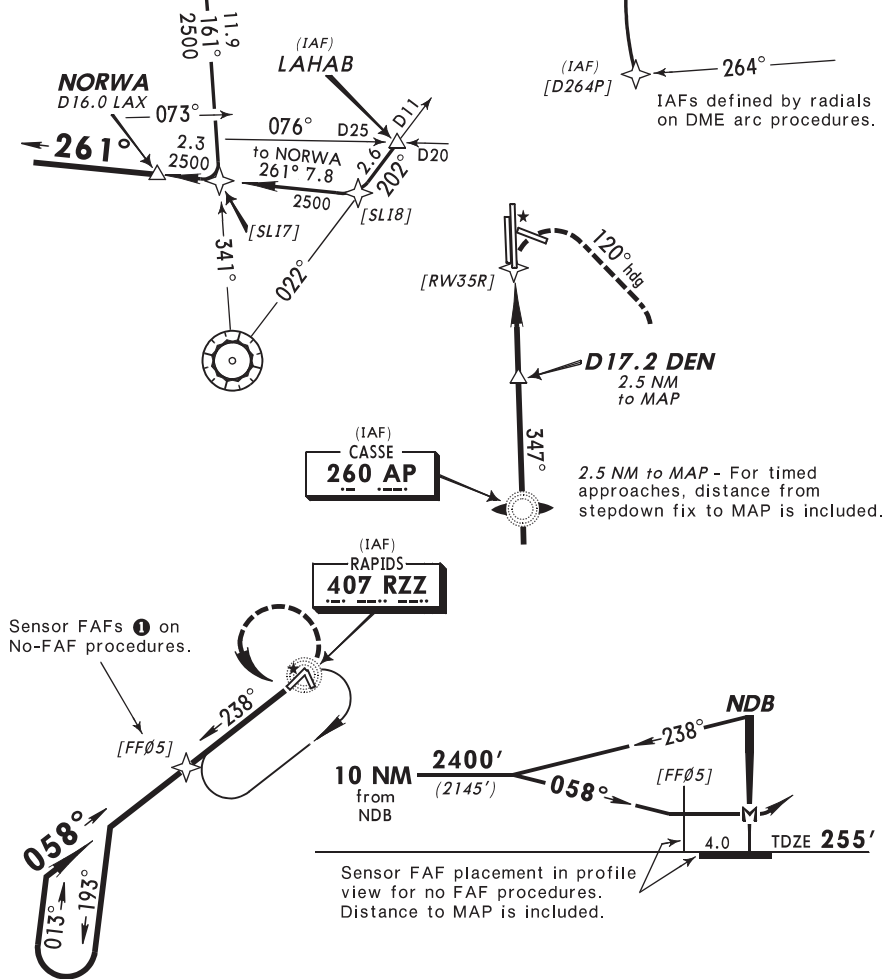 11.9
161°
2500
(IAF)
LAHAB
NORWA
D16.0 LAX
073°
261°
2.3
2500
076°
D25
D11
D20
to NORWA
261° 7.8
2500
2.6
202°
[SLI7]
[SLI8]
341°
022°
(IAF)
[D264P]
264°
IAFs defined by radials
on DME arc procedures.
[RW35R]
120° hdg
D17.2 DEN
2.5 NM
to MAP
347°
(IAF)
CASSE
260 AP
2.5 NM to MAP - For timed
approaches, distance from
stepdown fix to MAP is included.
(IAF)
RAPIDS
407 RZZ
Sensor FAFs ❶ on
No-FAF procedures.
[FFØ5]
238°
058°
013°
193°
NDB
238°
10 NM
from
NDB
2400'
(2145')
058°
[FFØ5]
M
4.0
TDZE 255'
Sensor FAF placement in profile
view for no FAF procedures.
Distance to MAP is included.